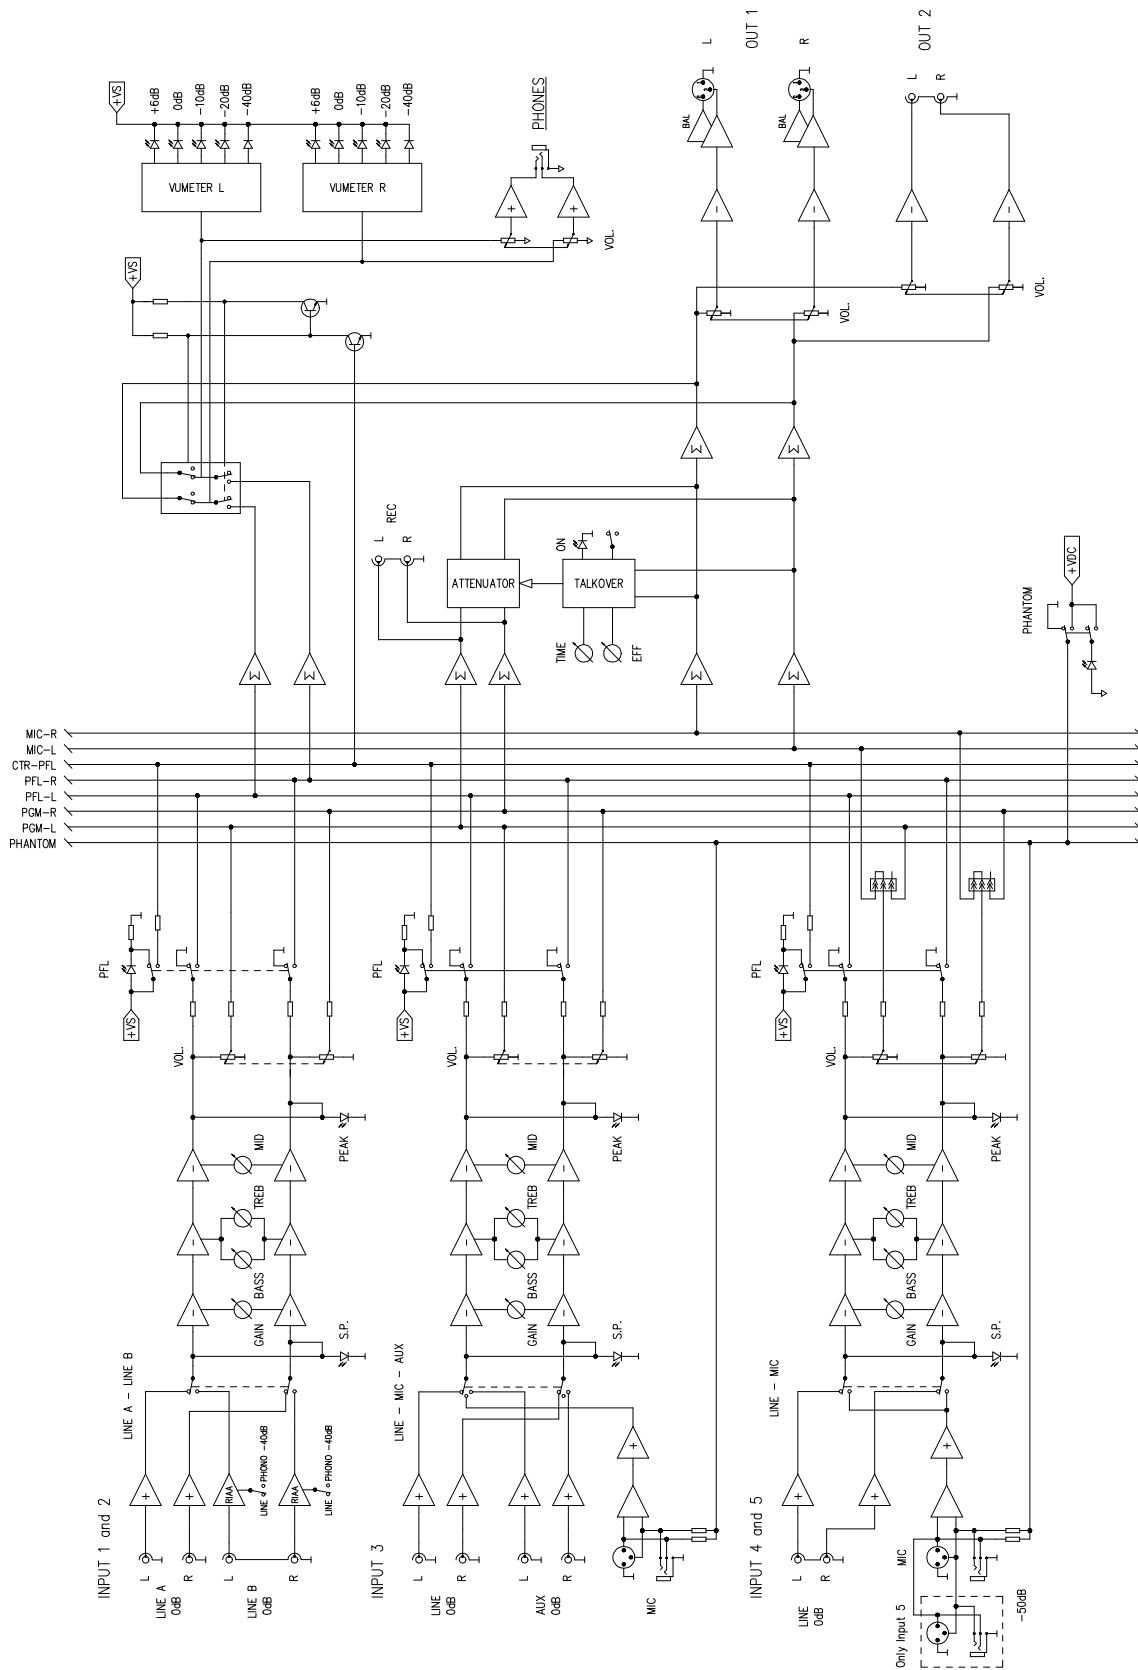 OUT 1
L
R
OUT 2
L
R
+VS
+6dB
0dB
-10dB
-20dB
-40dB
+6dB
0dB
-10dB
-20dB
-40dB
PHONES
BAL
BAL
VUMETER L
VUMETER R
+
+
VOL.
-
-
-
-
+VS
VOL.
VOL.
Σ
Σ
REC
L
R
ON
ATTENUATOR
TALKOVER
TIME
EFF
PHANTOM
+VDC
Σ
Σ
Σ
Σ
Σ
Σ
MIC-R
MIC-L
CTR-PFL
PFL-R
PFL-L
PGM-R
PGM-L
PHANTOM
PFL
+VS
VOL.
PFL
+VS
VOL.
PFL
+VS
VOL.
MID
PEAK
TREB
BASS
GAIN
S.P.
MID
PEAK
TREB
BASS
GAIN
S.P.
MID
PEAK
TREB
BASS
GAIN
S.P.
LINE A - LINE B
LINE - MIC - AUX
LINE - MIC
+
+
RIAA
RIAA
LINE
PHONO -40dB
LINE
PHONO -40dB
+
+
+
+
+
+
+
+
INPUT 1 and 2
L
R
LINE A
0dB
L
R
LINE B
0dB
INPUT 3
L
R
LINE
0dB
L
R
AUX
0dB
MIC
INPUT 4 and 5
L
R
LINE
0dB
MIC
Only Input 5
-50dB